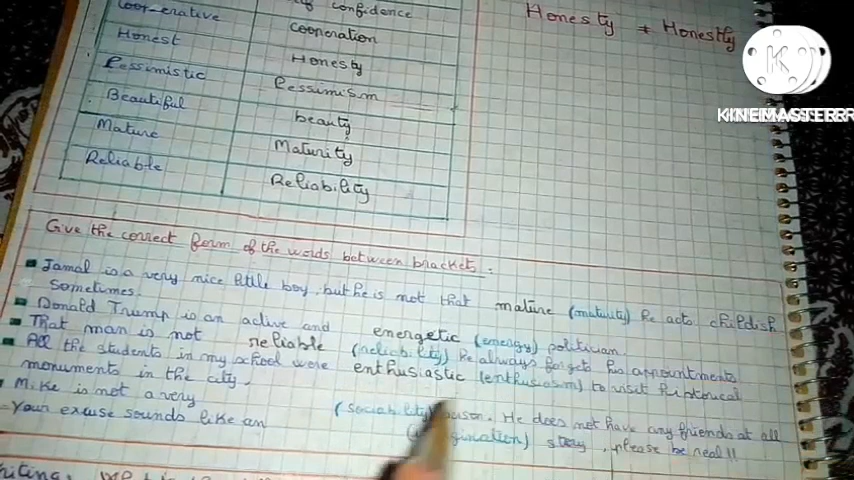 Cooperative of confidence
Honest Cooperation
Pessimistic Honesty
Beautiful Pessimism
Mature beauty
Reliable Maturity
Reliability
Honesty ≠ Honestly
KINEMASTER
Give the correct form of the words between brackets.
Jamal is a very nice little boy, but he is not that mature (maturity) he acts childish
sometimes.
Donald Trump is an active and energetic (energy) politician.
That man is not reliable (reliability) he always forgets his appointments
All the students in my school were enthusiastic (enthusiasm) to visit historical
monuments in the city.
Mike is not a very (sociability) person. He does not have any friends at all
Your excuse sounds like an story, please be real!!